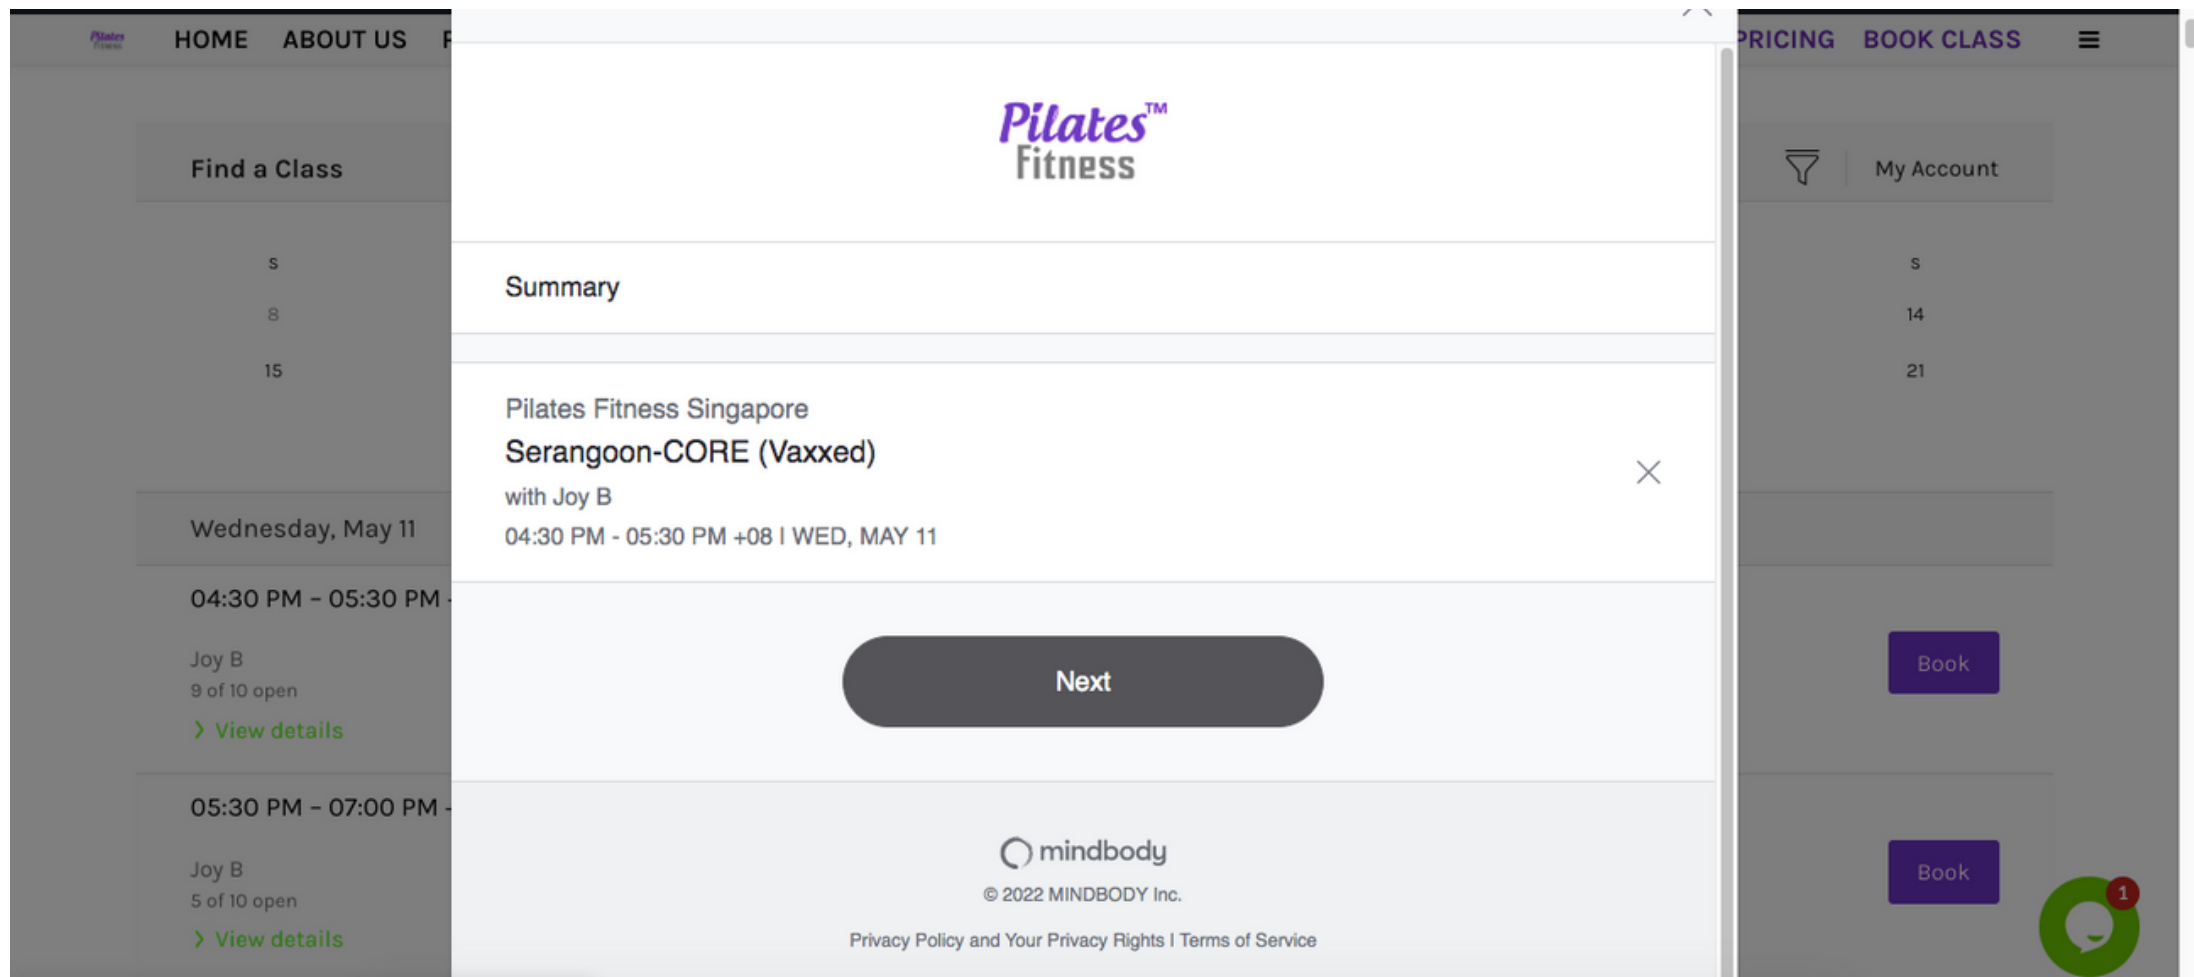 Pilates
Fitness
HOME ABOUT US
PRICING BOOK CLASS
Pilates™
Fitness
Find a Class
My Account
S
S
8
14
15
21
Summary
Pilates Fitness Singapore
Serangoon-CORE (Vaxxed)
with Joy B
04:30 PM - 05:30 PM +08 | WED, MAY 11
Wednesday, May 11
04:30 PM – 05:30 PM -
Joy B
9 of 10 open
View details
Book
Next
05:30 PM – 07:00 PM -
Joy B
5 of 10 open
View details
Book
1
mindbody
© 2022 MINDBODY Inc.
Privacy Policy and Your Privacy Rights | Terms of Service